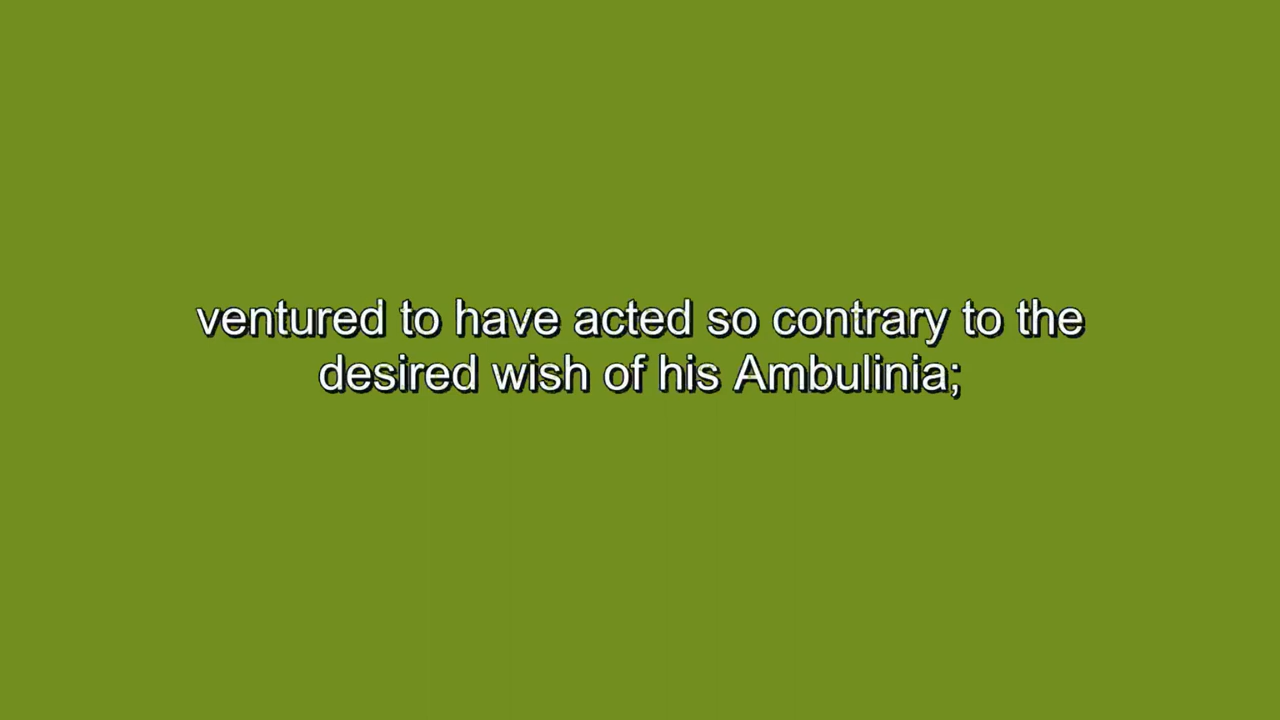 ventured to have acted so contrary to the
desired wish of his Ambulinia;